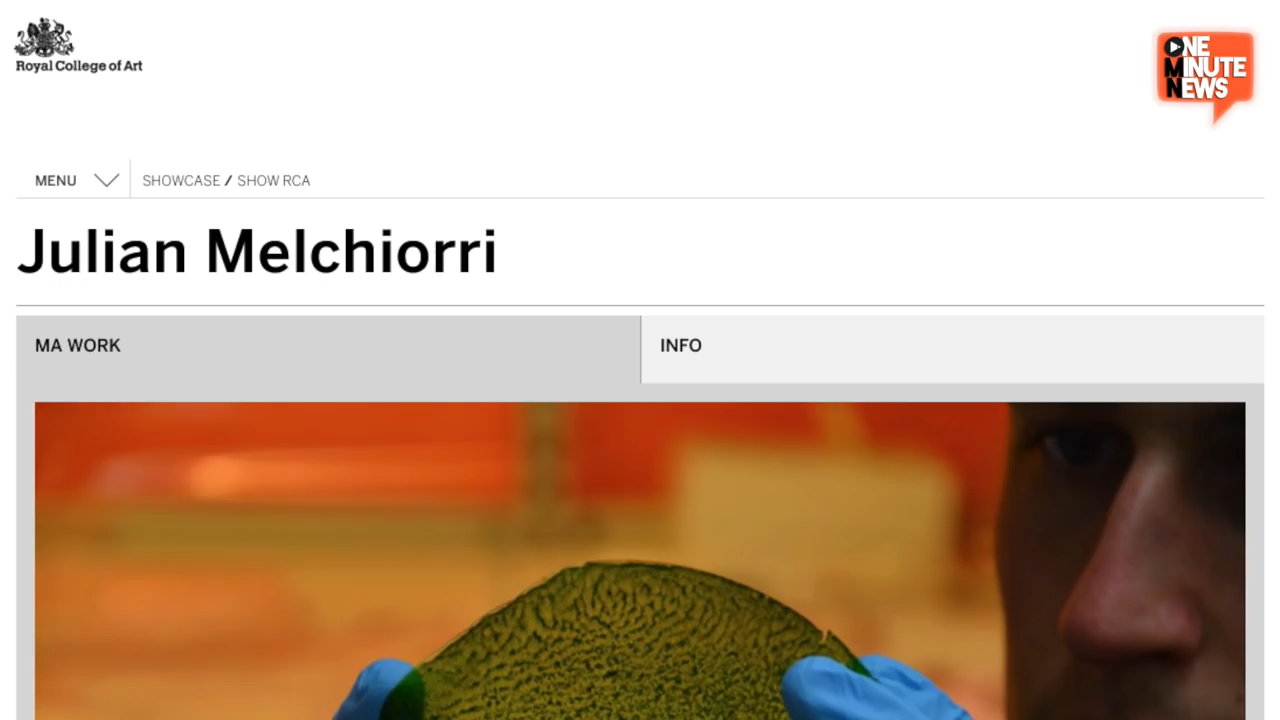 Royal College of Art
ONE
MINUTE
NEWS
MENU
SHOWCASE / SHOW RCA
Julian Melchiorri
MA WORK
INFO